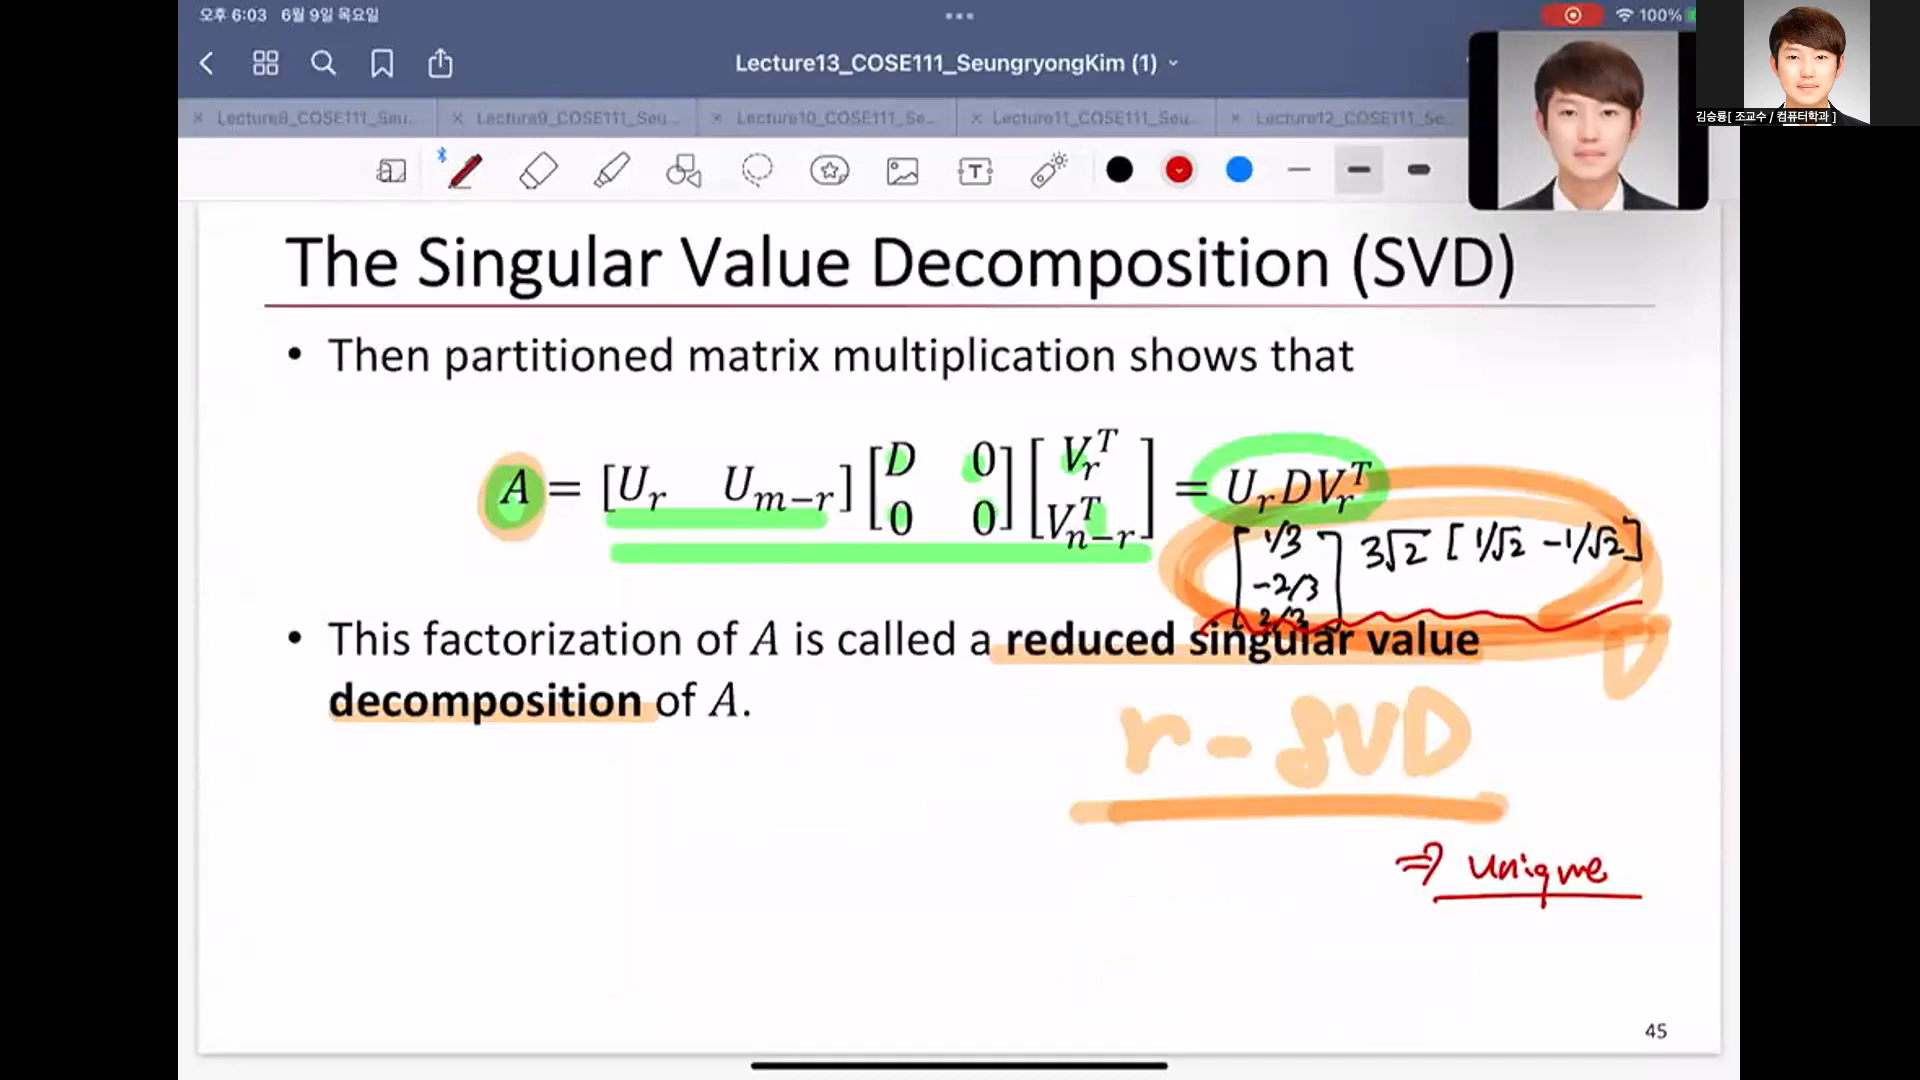 오후 6:03 6월 9일 목요일
100%
Lecture13_COSE111_SeungryongKim (1)
Lecture8_COSE111_Seu...
Lecture9_COSE111_Seu...
Lecture10_COSE111_Se...
Lecture11_COSE111_Seu...
Lecture12_COSE111_Se...
김승룡[ 조교수 / 컴퓨터학과 ]
The Singular Value Decomposition (SVD)
• Then partitioned matrix multiplication shows that
A = [U_r U_{m-r}] [D 0; 0 0] [V_r^T; V_{n-r}^T] = U_r D V_r^T
[1/3; -2/3; 2/3] 3√2 [1/√2 -1/√2]
• This factorization of A is called a reduced singular value
decomposition of A.
D
r - SVD
⇒ unique
45